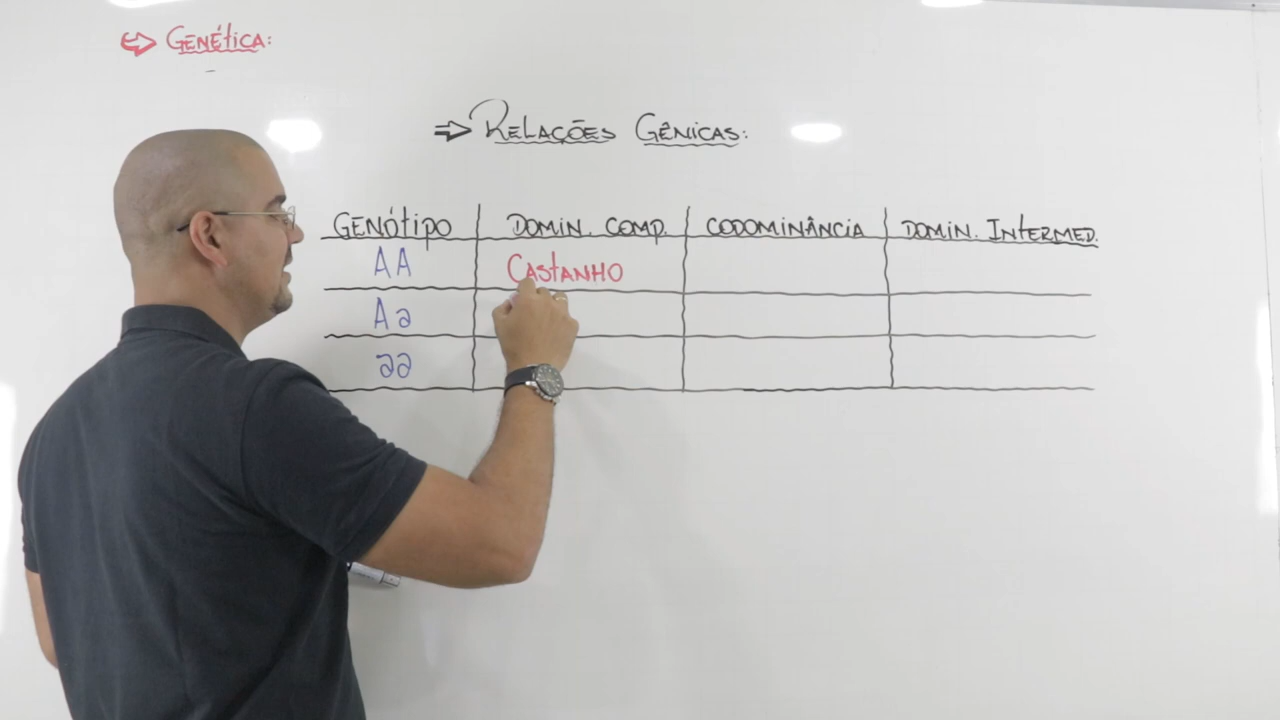 ⇨ GENÉTICA:
⇒ RELAÇÕES GÊNICAS:
GENÓTIPO DOMIN. COMP. CODOMINÂNCIA DOMIN. INTERMED.
AA CASTANHO
Aa
aa